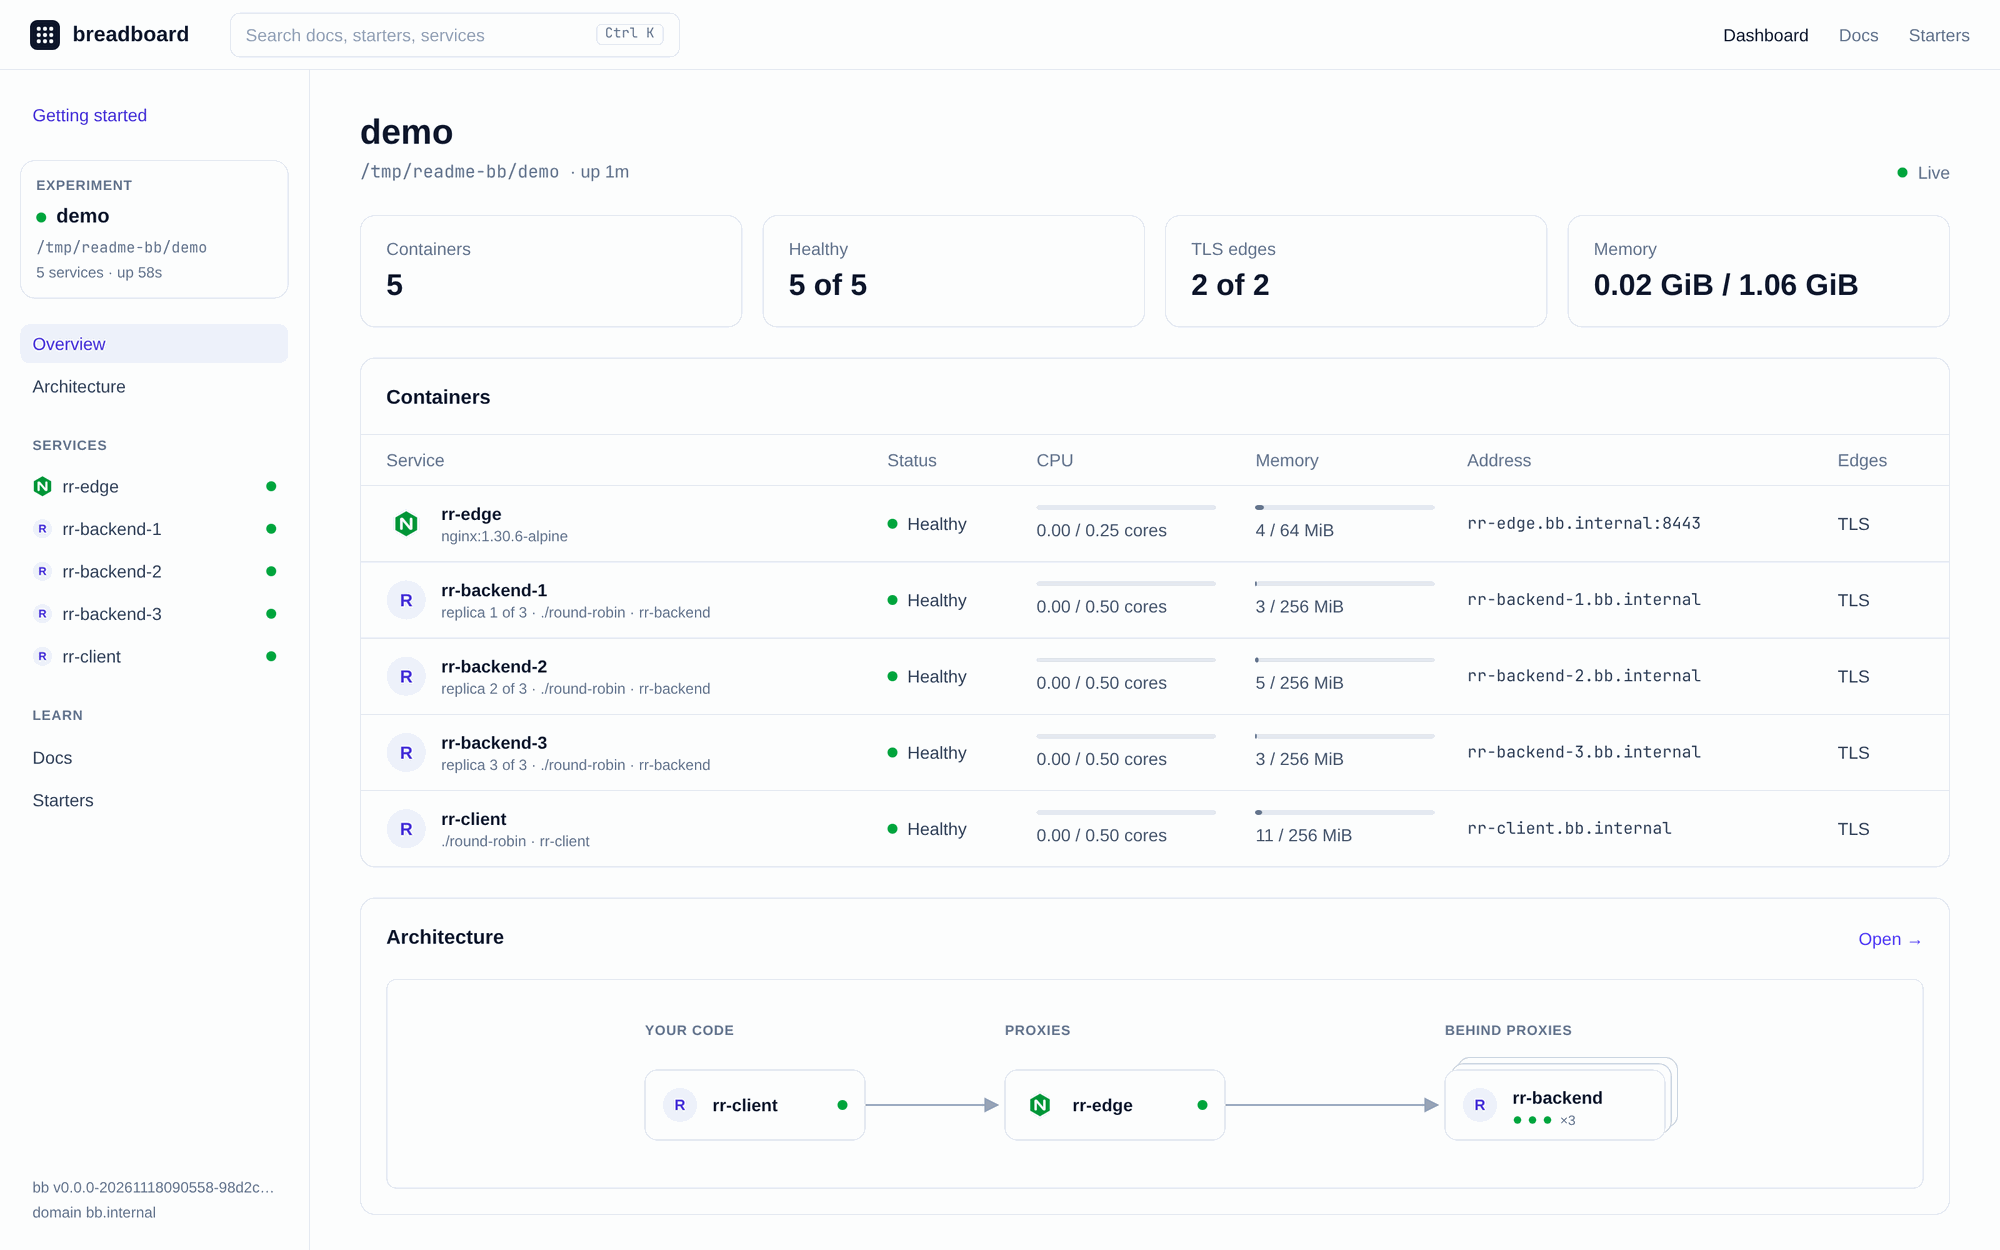 breadboard
Search docs, starters, services
Ctrl K
Dashboard
Docs
Starters
Getting started
EXPERIMENT
demo
/tmp/readme-bb/demo
5 services · up 58s
Overview
Architecture
SERVICES
rr-edge
R rr-backend-1
R rr-backend-2
R rr-backend-3
R rr-client
LEARN
Docs
Starters
bb v0.0.0-20261118090558-98d2c…
domain bb.internal
demo
/tmp/readme-bb/demo · up 1m
Live
Containers
5
Healthy
5 of 5
TLS edges
2 of 2
Memory
0.02 GiB / 1.06 GiB
Containers
Service Status CPU Memory Address Edges
N rr-edge
nginx:1.30.6-alpine
Healthy
0.00 / 0.25 cores
4 / 64 MiB
rr-edge.bb.internal:8443
TLS
R rr-backend-1
replica 1 of 3 · ./round-robin · rr-backend
Healthy
0.00 / 0.50 cores
3 / 256 MiB
rr-backend-1.bb.internal
TLS
R rr-backend-2
replica 2 of 3 · ./round-robin · rr-backend
Healthy
0.00 / 0.50 cores
5 / 256 MiB
rr-backend-2.bb.internal
TLS
R rr-backend-3
replica 3 of 3 · ./round-robin · rr-backend
Healthy
0.00 / 0.50 cores
3 / 256 MiB
rr-backend-3.bb.internal
TLS
R rr-client
./round-robin · rr-client
Healthy
0.00 / 0.50 cores
11 / 256 MiB
rr-client.bb.internal
TLS
Architecture
Open →
YOUR CODE
PROXIES
BEHIND PROXIES
R rr-client
N rr-edge
R rr-backend
×3